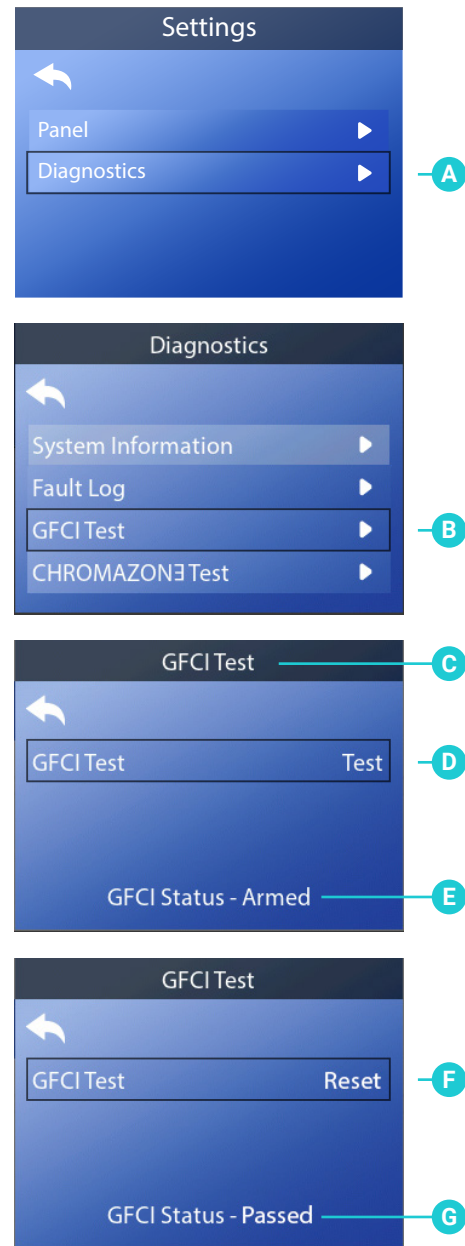 Settings
Panel
Diagnostics
A
Diagnostics
System Information
Fault Log
GFCI Test
B
CHROMAZONƎ Test
GFCI Test
C
GFCI Test Test
D
GFCI Status - Armed
E
GFCI Test
GFCI Test Reset
F
GFCI Status - Passed
G